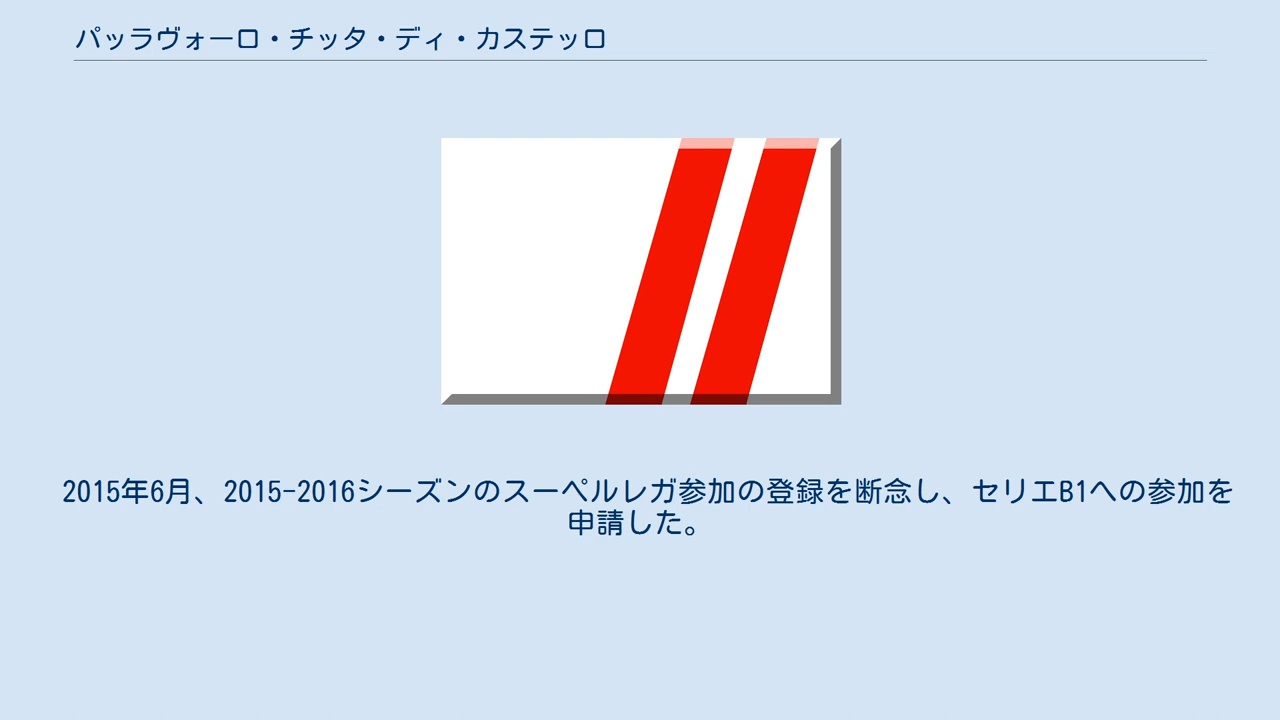 パッラヴォーロ・チッタ・ディ・カステッロ
2015年6月、2015-2016シーズンのスーペルレガ参加の登録を断念し、セリエB1への参加を
申請した。